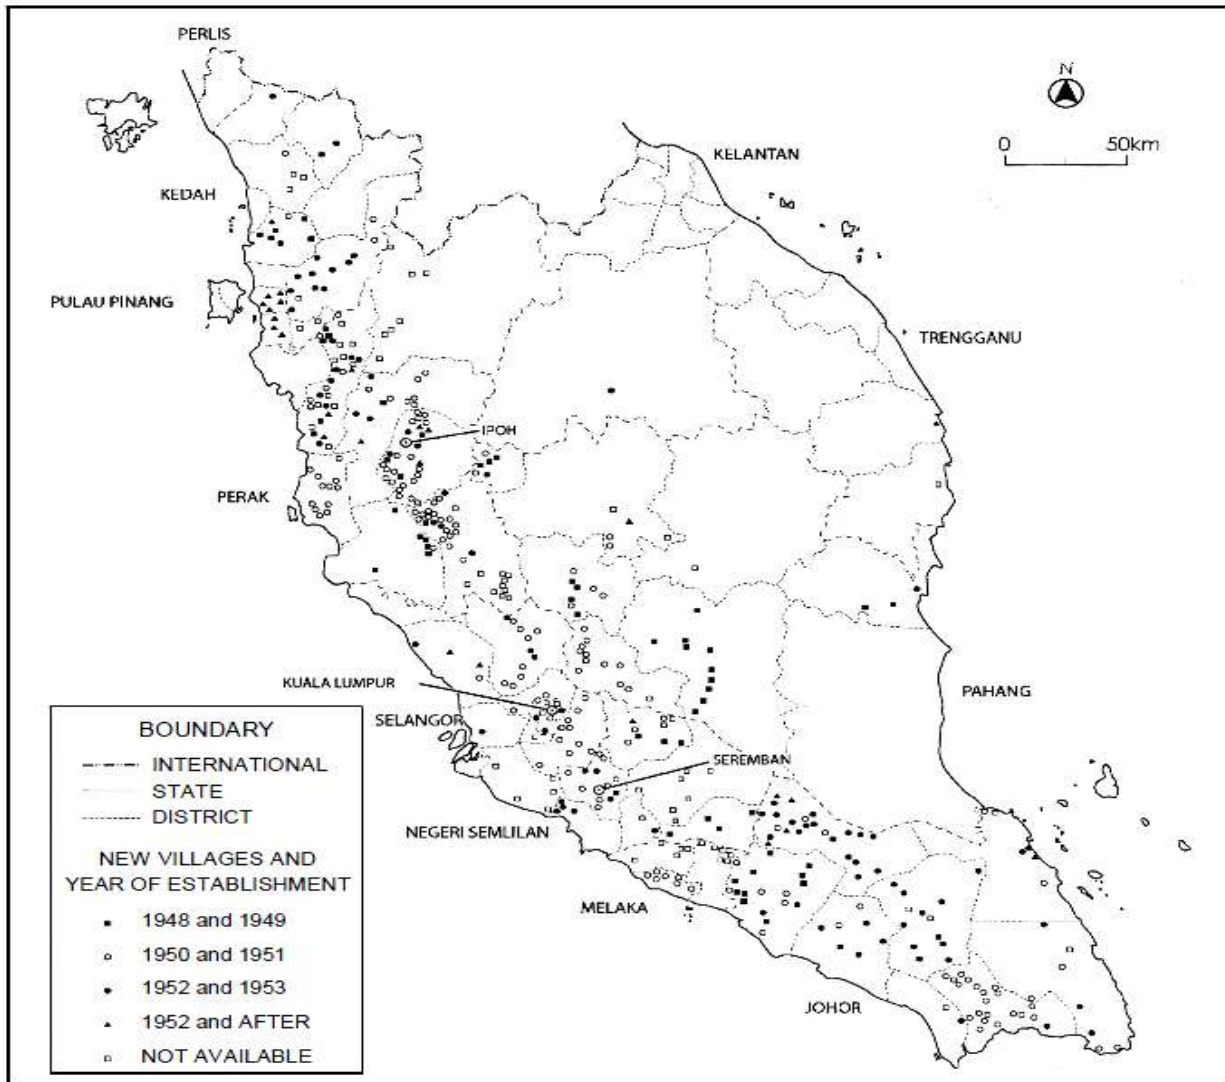 PERLIS
N
0 50km
KELANTAN
KEDAH
PULAU PINANG
TRENGGANU
IPOH
PERAK
KUALA LUMPUR
PAHANG
SELANGOR
SEREMBAN
NEGERI SEMLILAN
MELAKA
JOHOR
BOUNDARY
INTERNATIONAL
STATE
DISTRICT
NEW VILLAGES AND
YEAR OF ESTABLISHMENT
1948 and 1949
1950 and 1951
1952 and 1953
1952 and AFTER
NOT AVAILABLE